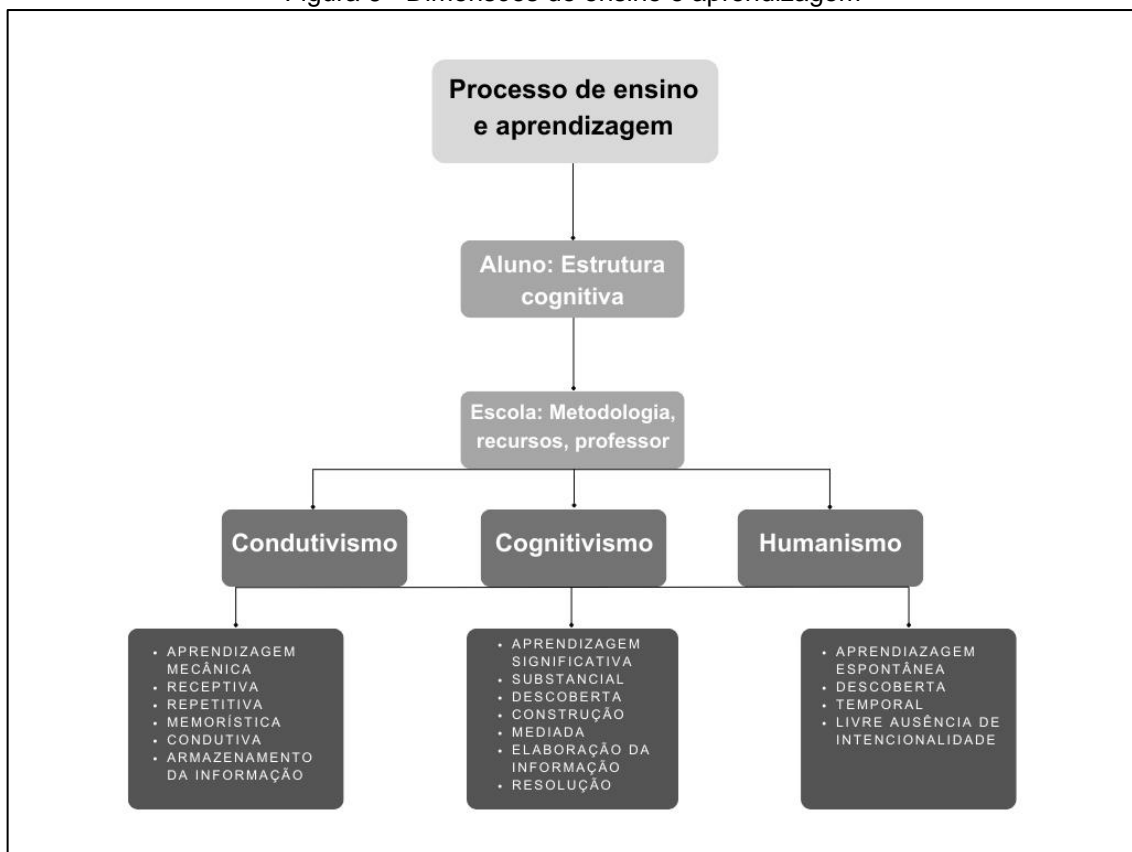 Processo de ensino
e aprendizagem
Aluno: Estrutura
cognitiva
Escola: Metodologia,
recursos, professor
Condutivismo
Cognitivismo
Humanismo
• APRENDIZAGEM
MECÂNICA
• RECEPTIVA
• REPETITIVA
• MEMORÍSTICA
• CONDUTIVA
• ARMAZENAMENTO
DA INFORMAÇÃO
• APRENDIZAGEM
SIGNIFICATIVA
• SUBSTANCIAL
• DESCOBERTA
• CONSTRUÇÃO
• MEDIADA
• ELABORAÇÃO DA
INFORMAÇÃO
• RESOLUÇÃO
• APRENDIAZAGEM
ESPONTÂNEA
• DESCOBERTA
• TEMPORAL
• LIVRE AUSÊNCIA DE
INTENCIONALIDADE